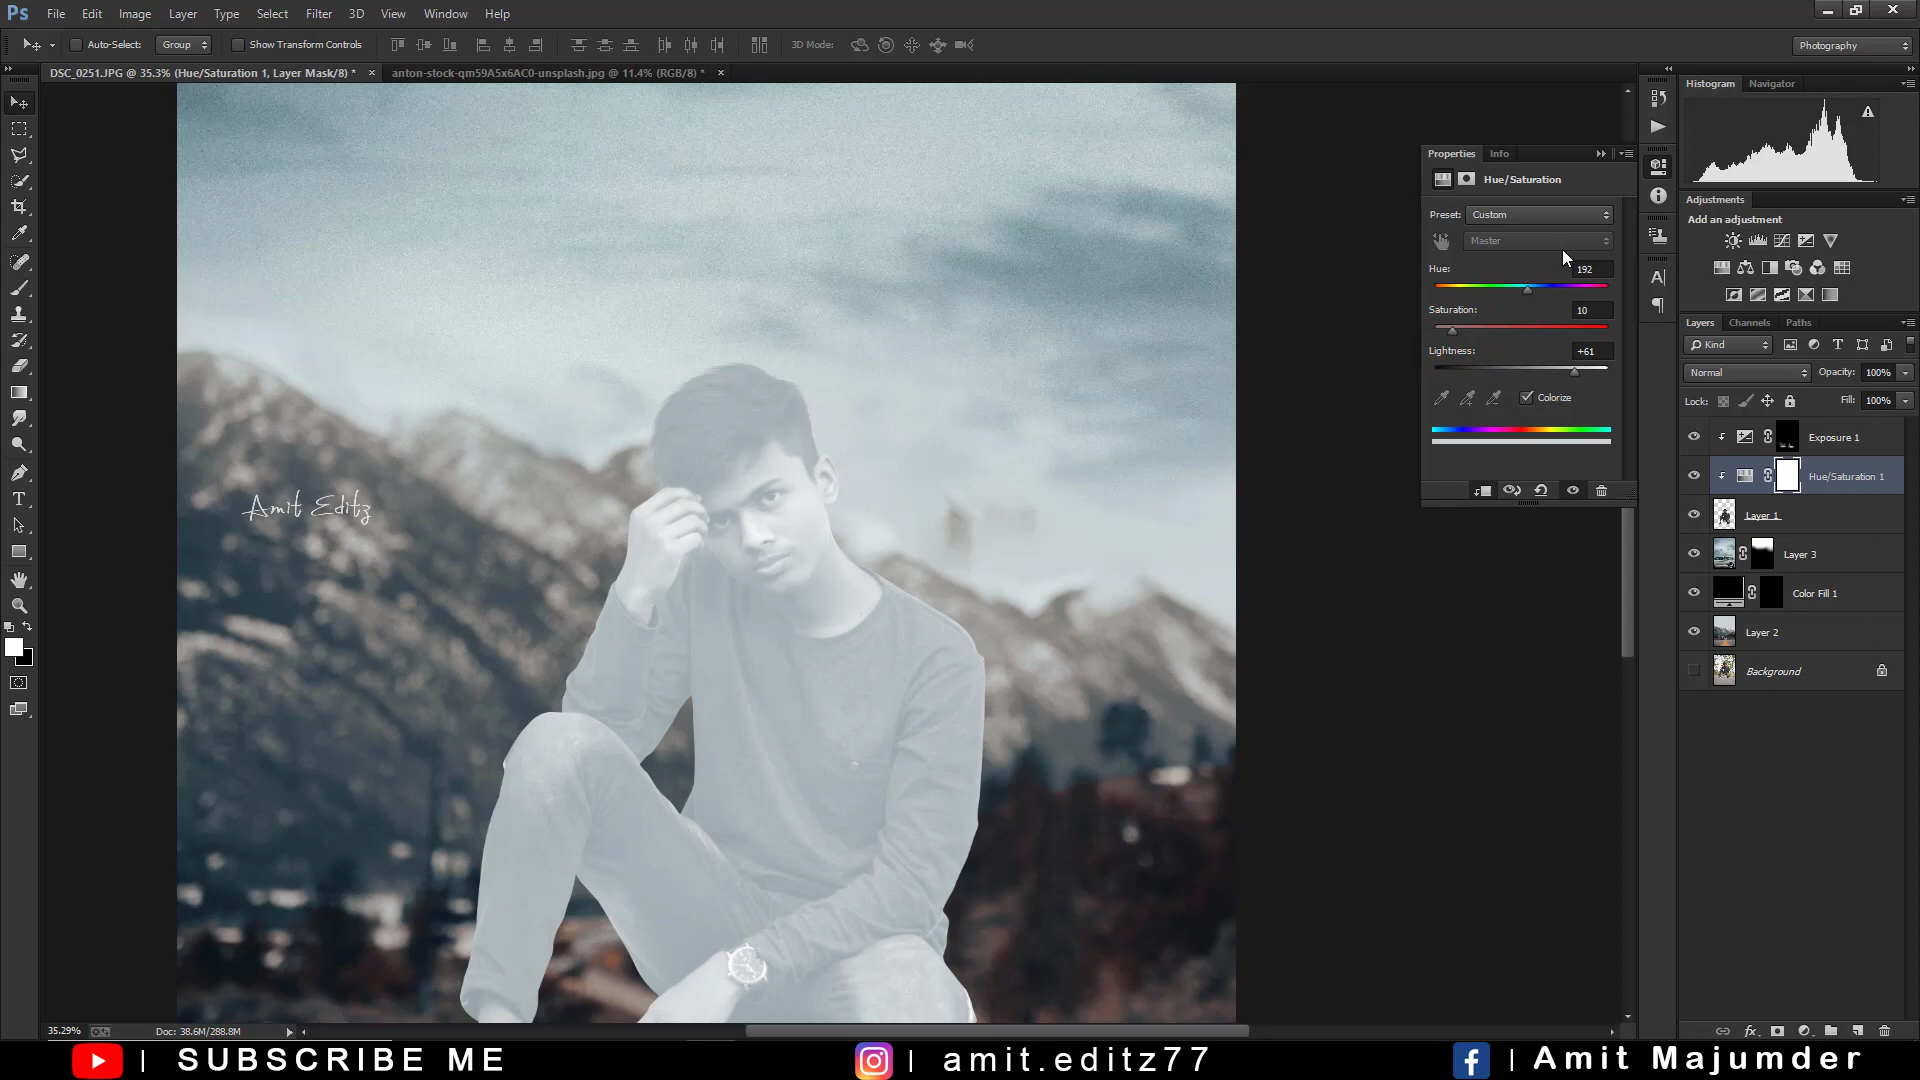 Ps File Edit Image Layer Type Select Filter 3D View Window Help
Auto-Select: Group Show Transform Controls 3D Mode: Photography
DSC_0251.JPG @ 35.3% (Hue/Saturation 1, Layer Mask/8) * × anton-stock-qm59A5x6AC0-unsplash.jpg @ 11.4% (RGB/8) * ×
Histogram Navigator
Properties Info
Hue/Saturation
Preset: Custom
Master
Hue: 192
Saturation: 10
Lightness: +61
Colorize
Adjustments
Add an adjustment
Layers Channels Paths
Kind
Normal Opacity: 100%
Lock: Fill: 100%
Exposure 1
Hue/Saturation 1
Layer 1
Layer 3
Color Fill 1
Layer 2
Background
Amit Editz
35.29% Doc: 38.6M/288.8M
| SUBSCRIBE ME | amit.editz77 | Amit Majumder